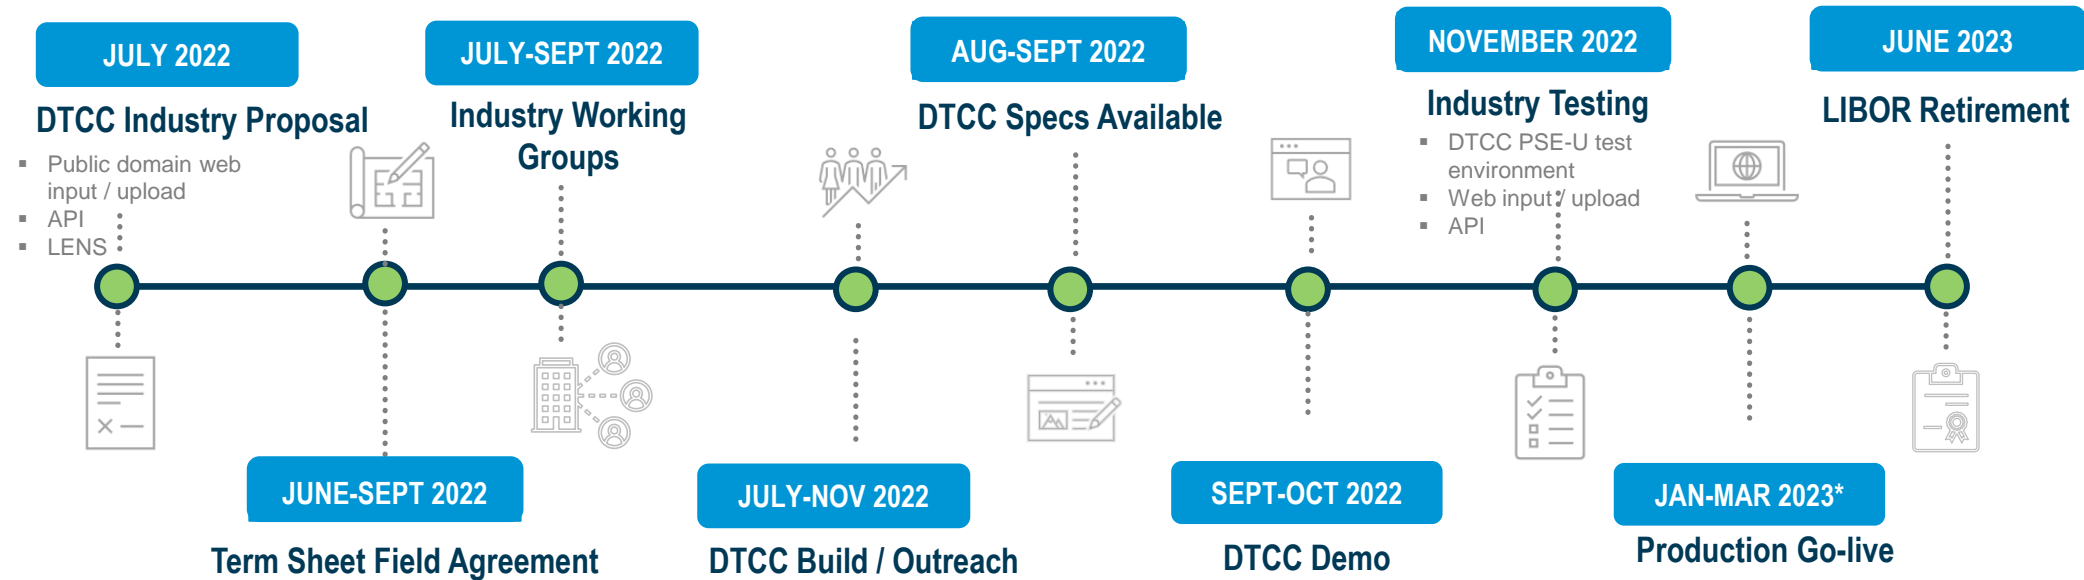 JULY 2022
DTCC Industry Proposal
▪ Public domain web
input / upload
▪ API
▪ LENS
JUNE-SEPT 2022
Term Sheet Field Agreement
JULY-SEPT 2022
Industry Working
Groups
JULY-NOV 2022
DTCC Build / Outreach
AUG-SEPT 2022
DTCC Specs Available
SEPT-OCT 2022
DTCC Demo
NOVEMBER 2022
Industry Testing
▪ DTCC PSE-U test
environment
▪ Web input / upload
▪ API
JAN-MAR 2023*
Production Go-live
JUNE 2023
LIBOR Retirement